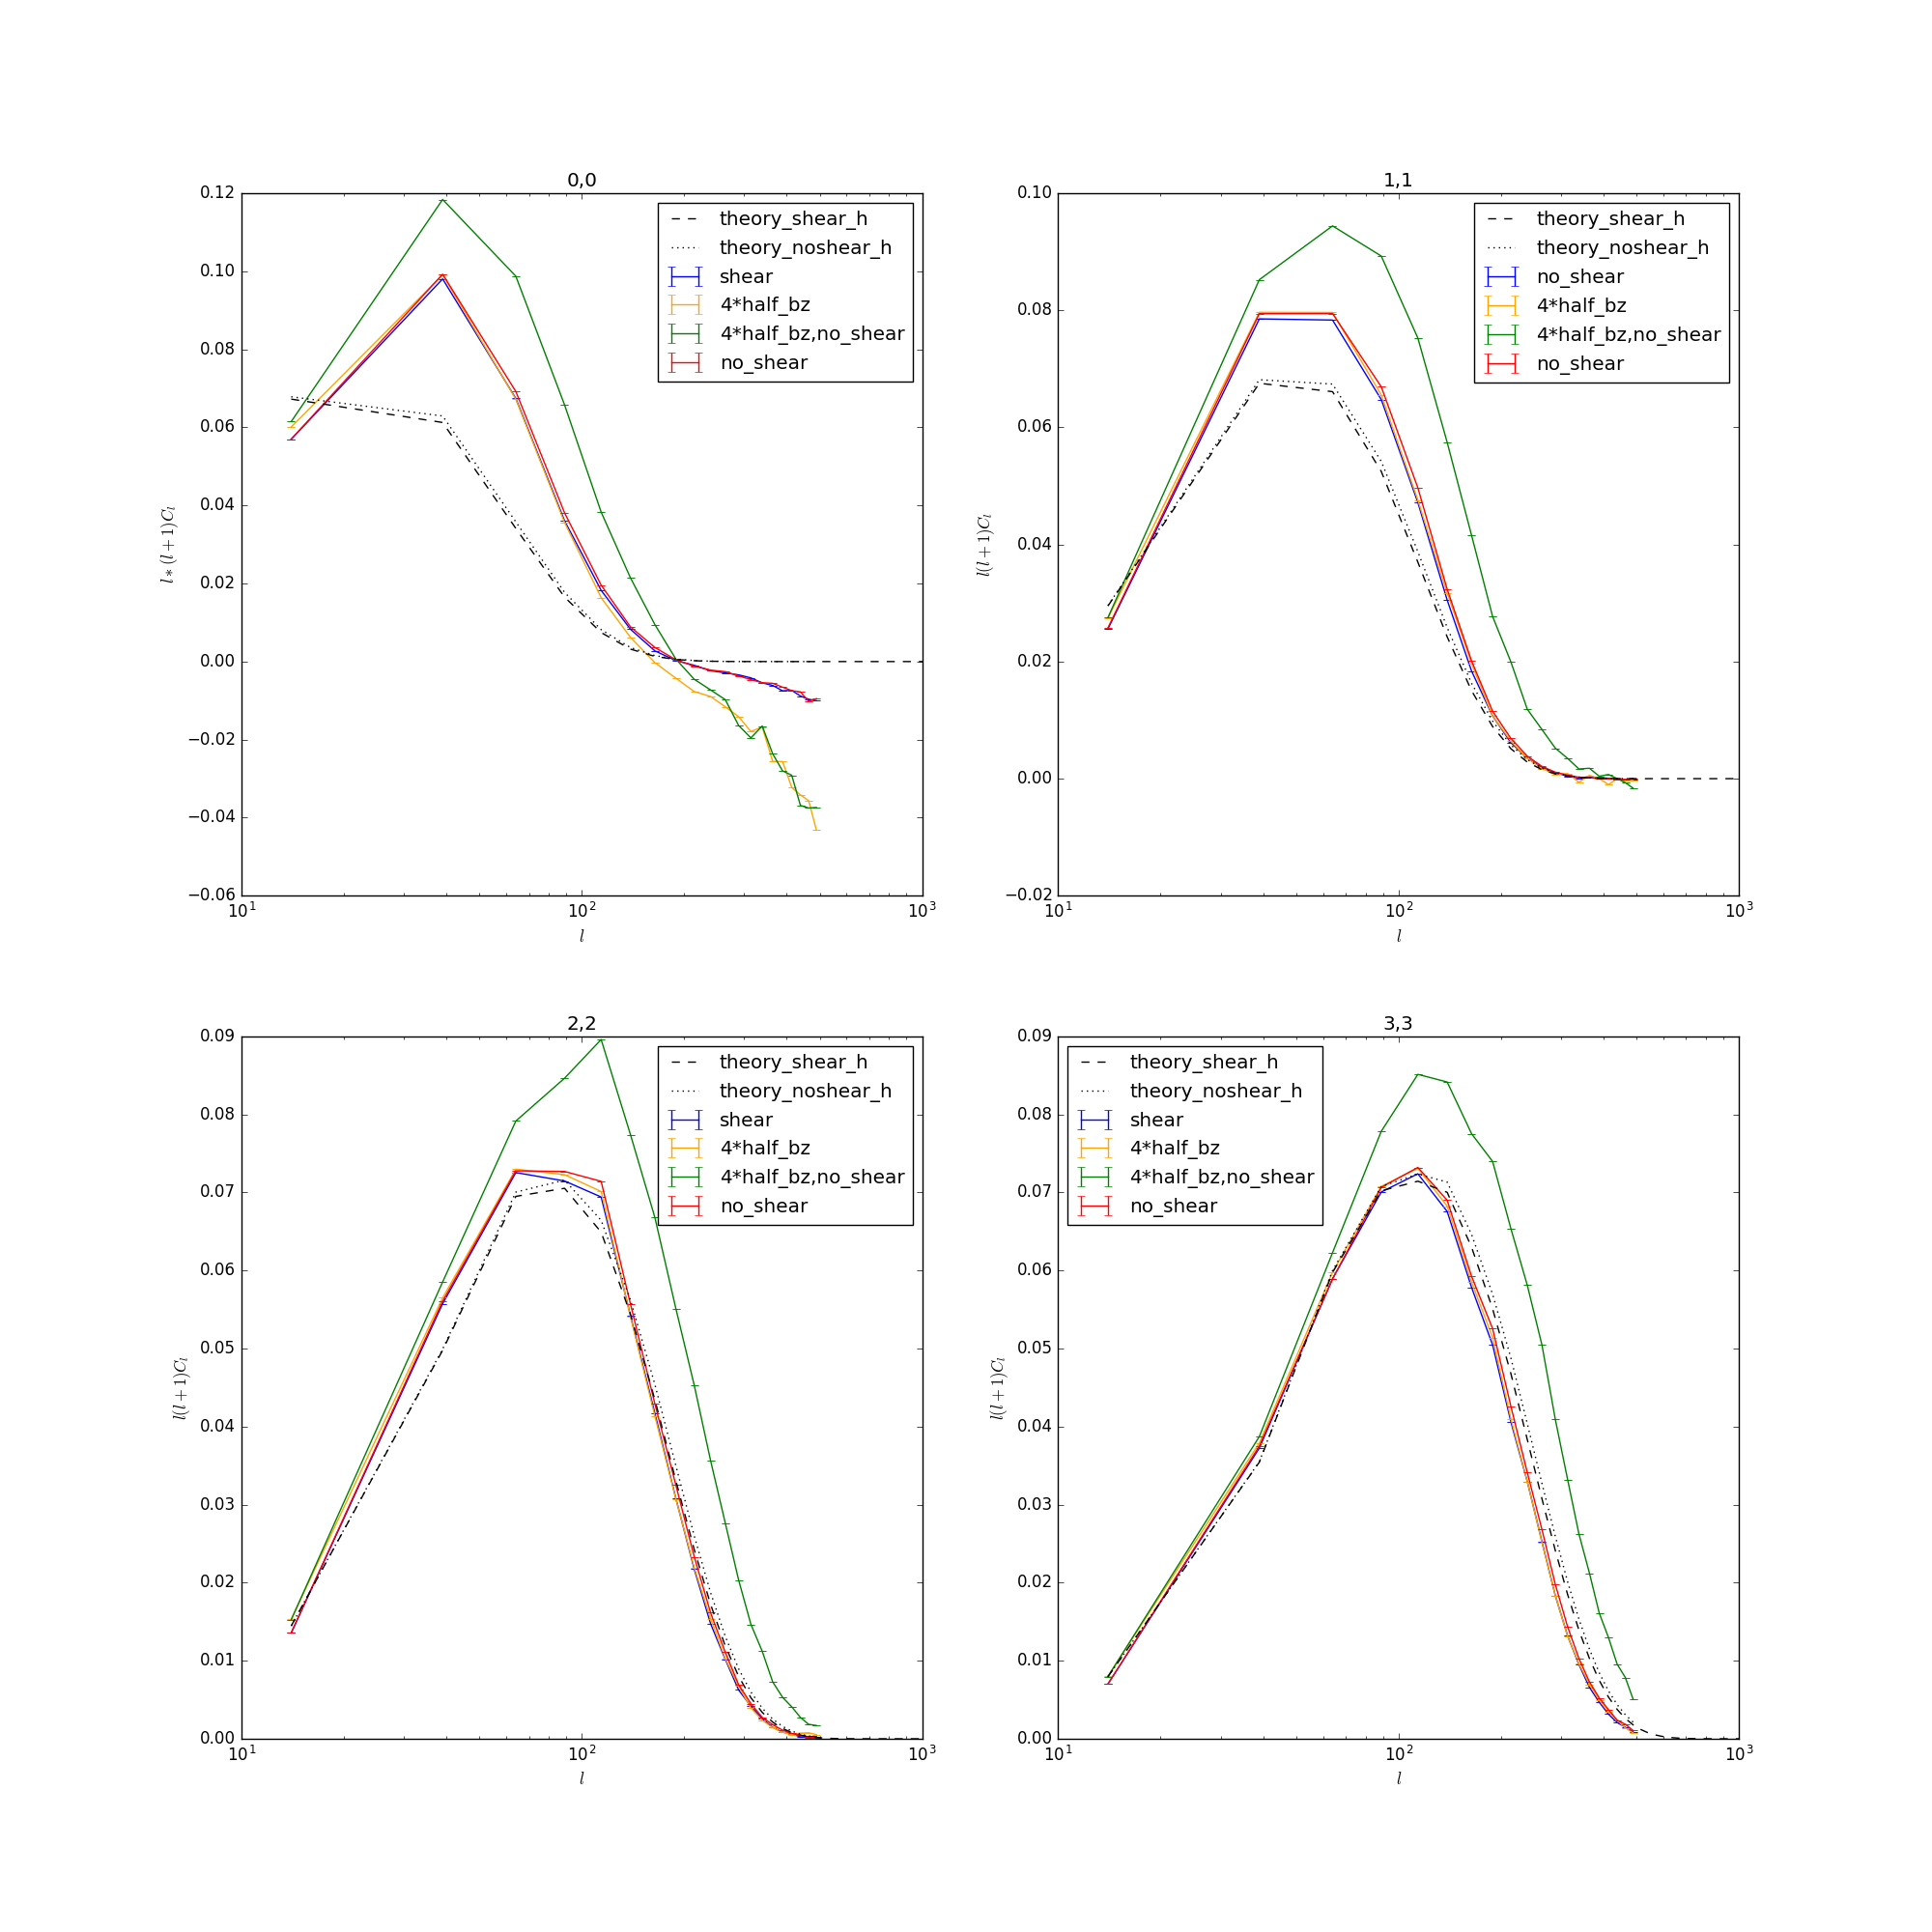 0,0
0.12
0.10
0.08
0.06
0.04
0.02
0.00
−0.02
−0.04
−0.06
l ∗ (l + 1)C_l
10^1
10^2
10^3
l
theory_shear_h
theory_noshear_h
shear
4*half_bz
4*half_bz,no_shear
no_shear
1,1
0.10
0.08
0.06
0.04
0.02
0.00
−0.02
l(l + 1)C_l
10^1
10^2
10^3
l
theory_shear_h
theory_noshear_h
no_shear
4*half_bz
4*half_bz,no_shear
no_shear
2,2
0.09
0.08
0.07
0.06
0.05
0.04
0.03
0.02
0.01
0.00
l(l + 1)C_l
10^1
10^2
10^3
l
theory_shear_h
theory_noshear_h
shear
4*half_bz
4*half_bz,no_shear
no_shear
3,3
0.09
0.08
0.07
0.06
0.05
0.04
0.03
0.02
0.01
0.00
l(l + 1)C_l
10^1
10^2
10^3
l
theory_shear_h
theory_noshear_h
shear
4*half_bz
4*half_bz,no_shear
no_shear